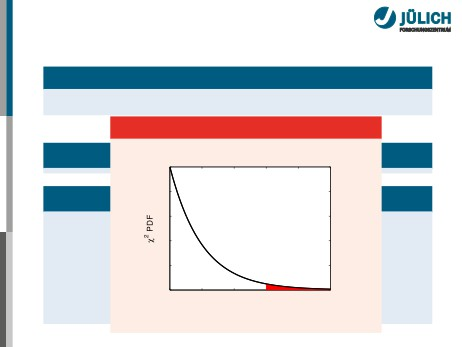 JÜLICH
FORSCHUNGSZENTRUM
χ² PDF